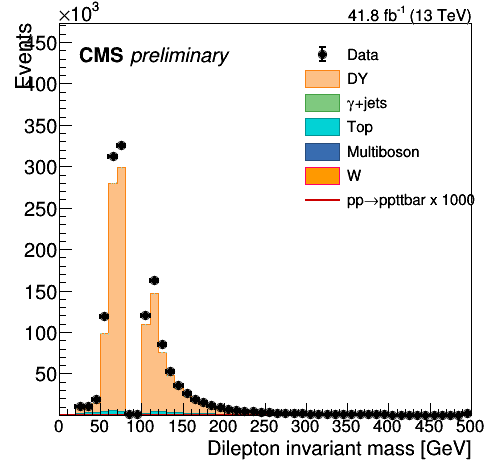 ×10³
41.8 fb⁻¹ (13 TeV)
Events
CMS preliminary
Data
DY
γ+jets
Top
Multiboson
W
pp→ppttbar x 1000
450
400
350
300
250
200
150
100
50
0 50 100 150 200 250 300 350 400 450 500
Dilepton invariant mass [GeV]